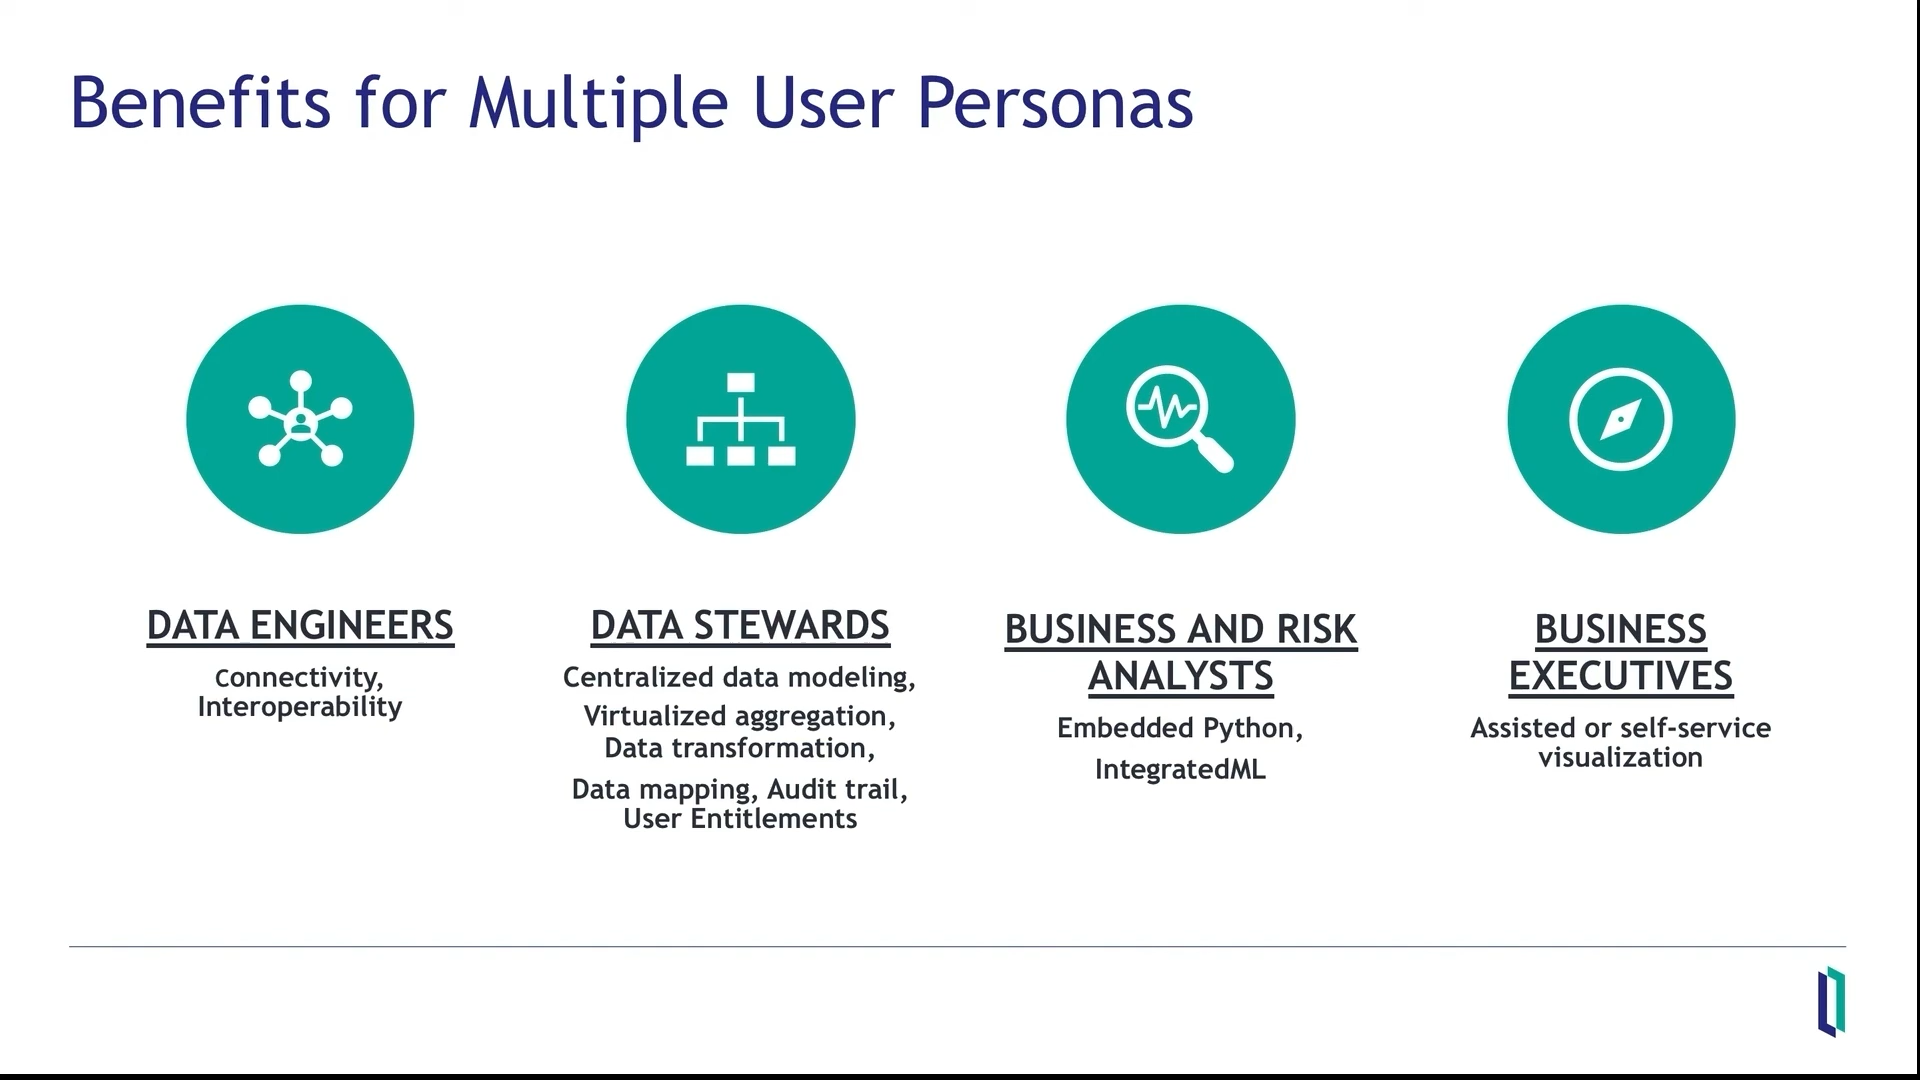 Benefits for Multiple User Personas
DATA ENGINEERS
Connectivity,
Interoperability
DATA STEWARDS
Centralized data modeling,
Virtualized aggregation,
Data transformation,
Data mapping, Audit trail,
User Entitlements
BUSINESS AND RISK
ANALYSTS
Embedded Python,
IntegratedML
BUSINESS
EXECUTIVES
Assisted or self-service
visualization